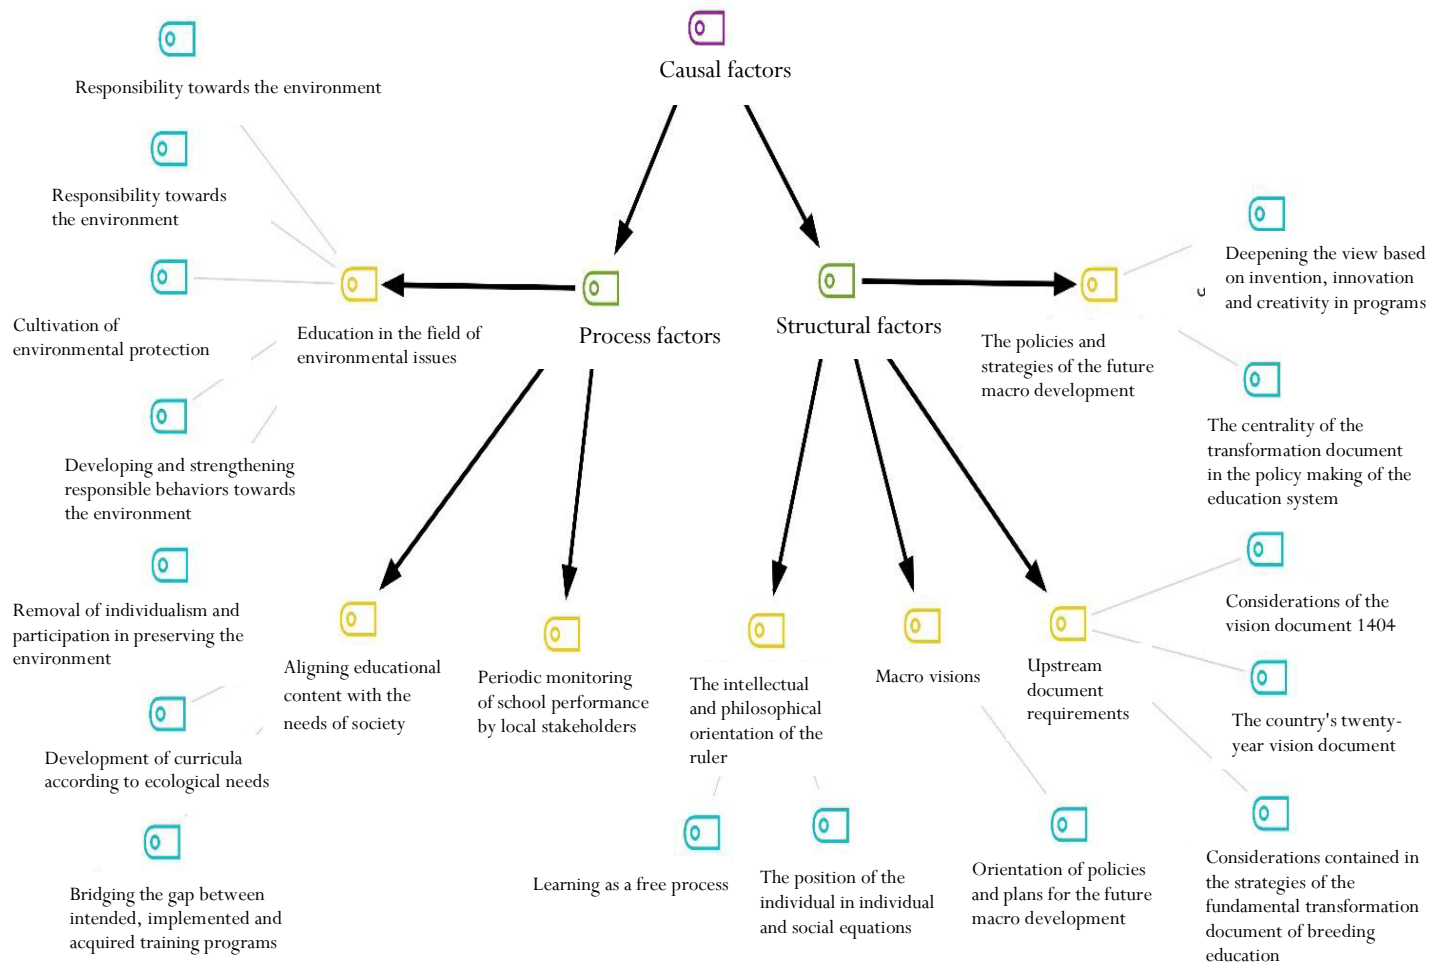 Causal factors
Responsibility towards the environment
Responsibility towards
the environment
Cultivation of
environmental protection
Education in the field of
environmental issues
Process factors
Structural factors
The policies and
strategies of the future
macro development
Deepening the view based
on invention, innovation
and creativity in programs
The centrality of the
transformation document
in the policy making of the
education system
Developing and strengthening
responsible behaviors towards
the environment
Removal of individualism and
participation in preserving the
environment
Development of curricula
according to ecological needs
Bridging the gap between
intended, implemented and
acquired training programs
Aligning educational
content with the
needs of society
Periodic monitoring
of school performance
by local stakeholders
The intellectual
and philosophical
orientation of the
ruler
Macro visions
Upstream
document
requirements
Considerations of the
vision document 1404
The country's twenty-
year vision document
Learning as a free process
The position of the
individual in individual
and social equations
Orientation of policies
and plans for the future
macro development
Considerations contained in
the strategies of the
fundamental transformation
document of breeding
education